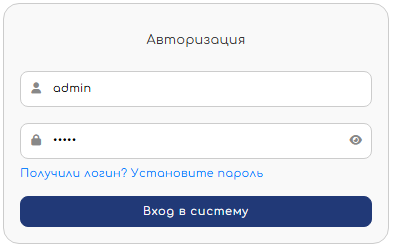 Авторизация
admin
•••••
Получили логин? Установите пароль
Вход в систему